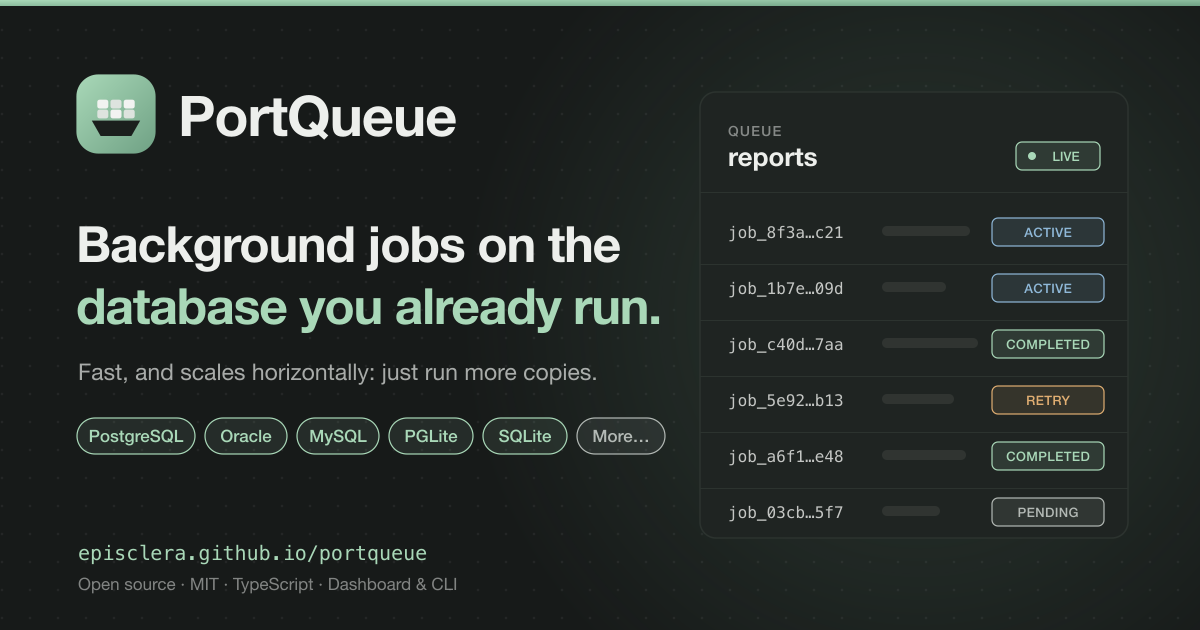 PortQueue
Background jobs on the
database you already run.
Fast, and scales horizontally: just run more copies.
PostgreSQL
Oracle
MySQL
PGLite
SQLite
More...
episclera.github.io/portqueue
Open source · MIT · TypeScript · Dashboard & CLI
QUEUE
reports
LIVE
job_8f3a…c21
ACTIVE
job_1b7e…09d
ACTIVE
job_c40d…7aa
COMPLETED
job_5e92…b13
RETRY
job_a6f1…e48
COMPLETED
job_03cb…5f7
PENDING